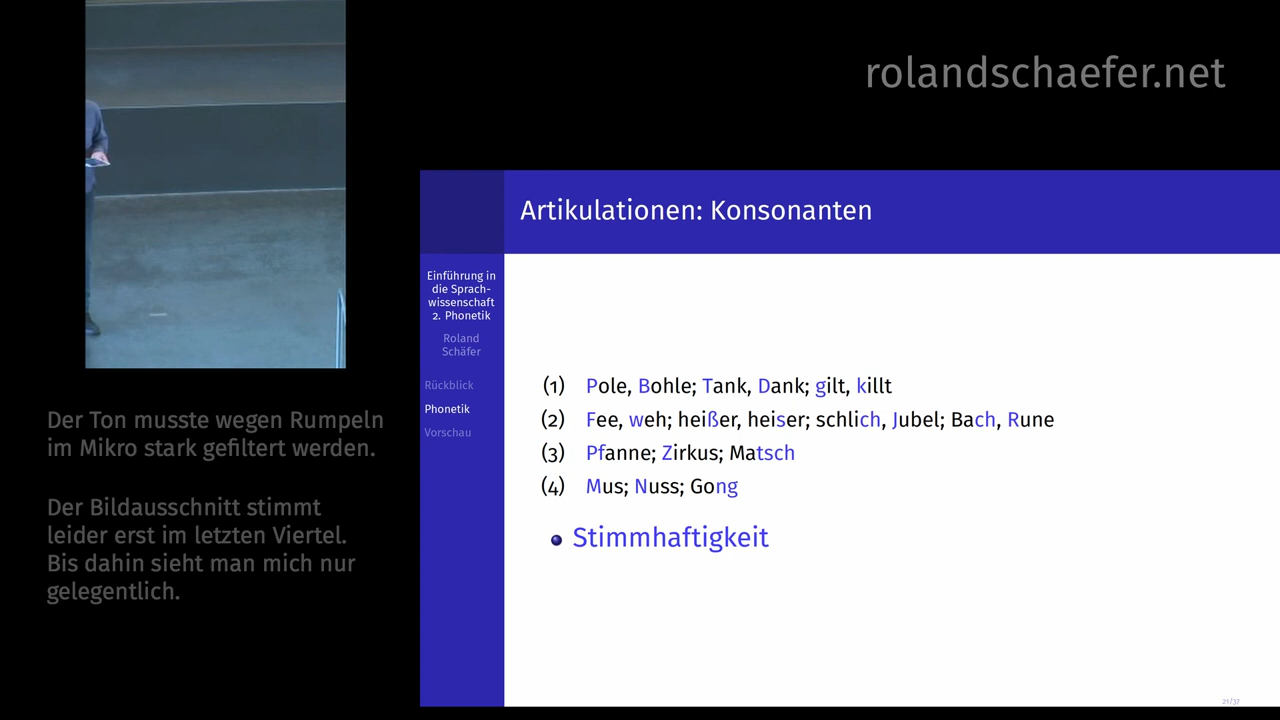 rolandschaefer.net
Artikulationen: Konsonanten
Einführung in
die Sprach-
wissenschaft
2. Phonetik
Roland
Schäfer
Rückblick
Phonetik
Vorschau
(1) Pole, Bohle; Tank, Dank; gilt, killt
(2) Fee, weh; heißer, heiser; schlich, Jubel; Bach, Rune
(3) Pfanne; Zirkus; Matsch
(4) Mus; Nuss; Gong
Stimmhaftigkeit
21/37
Der Ton musste wegen Rumpeln
im Mikro stark gefiltert werden.
Der Bildausschnitt stimmt
leider erst im letzten Viertel.
Bis dahin sieht man mich nur
gelegentlich.